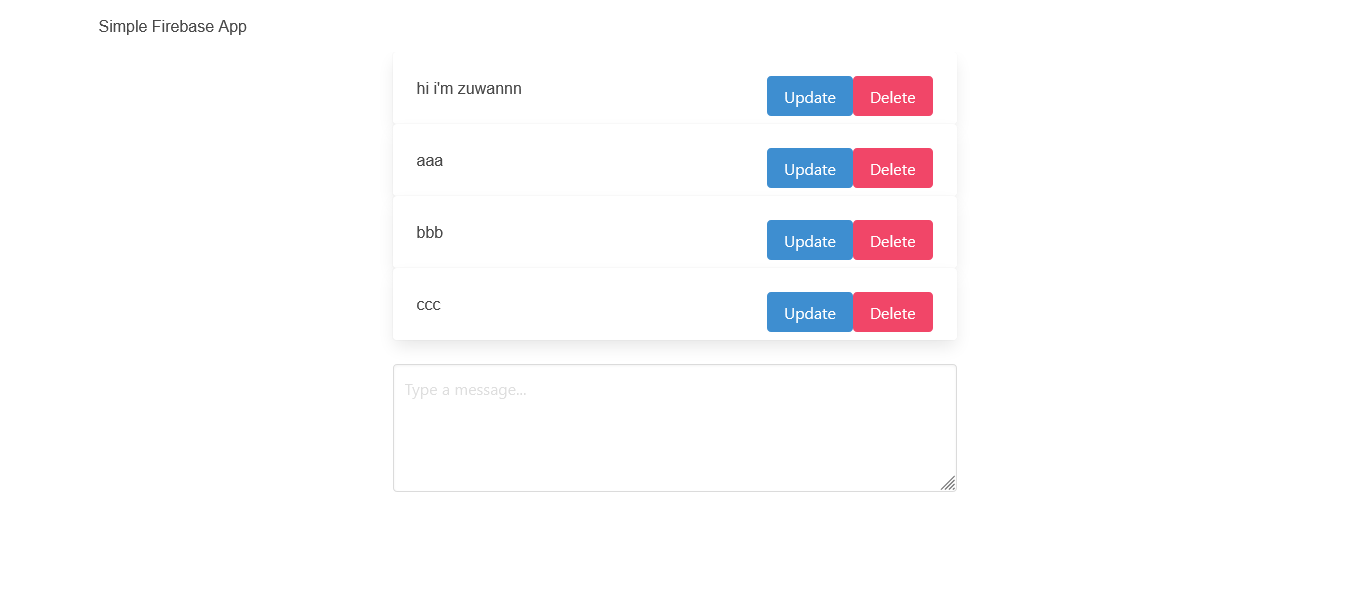 Simple Firebase App
hi i'm zuwannn Update Delete
aaa Update Delete
bbb Update Delete
ccc Update Delete
Type a message...